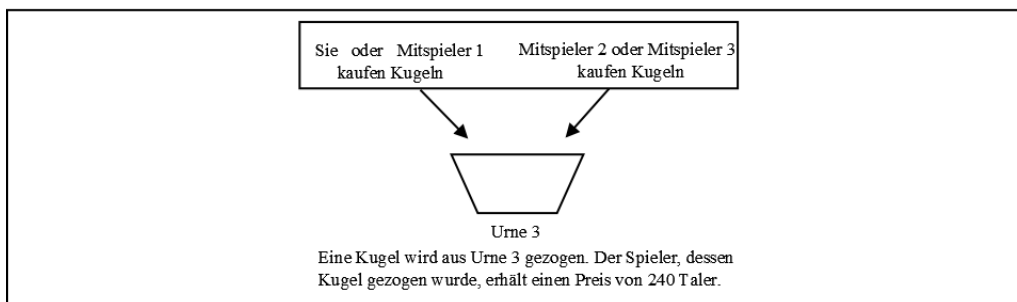 Sie oder Mitspieler 1
kaufen Kugeln
Mitspieler 2 oder Mitspieler 3
kaufen Kugeln
Urne 3
Eine Kugel wird aus Urne 3 gezogen. Der Spieler, dessen
Kugel gezogen wurde, erhält einen Preis von 240 Taler.